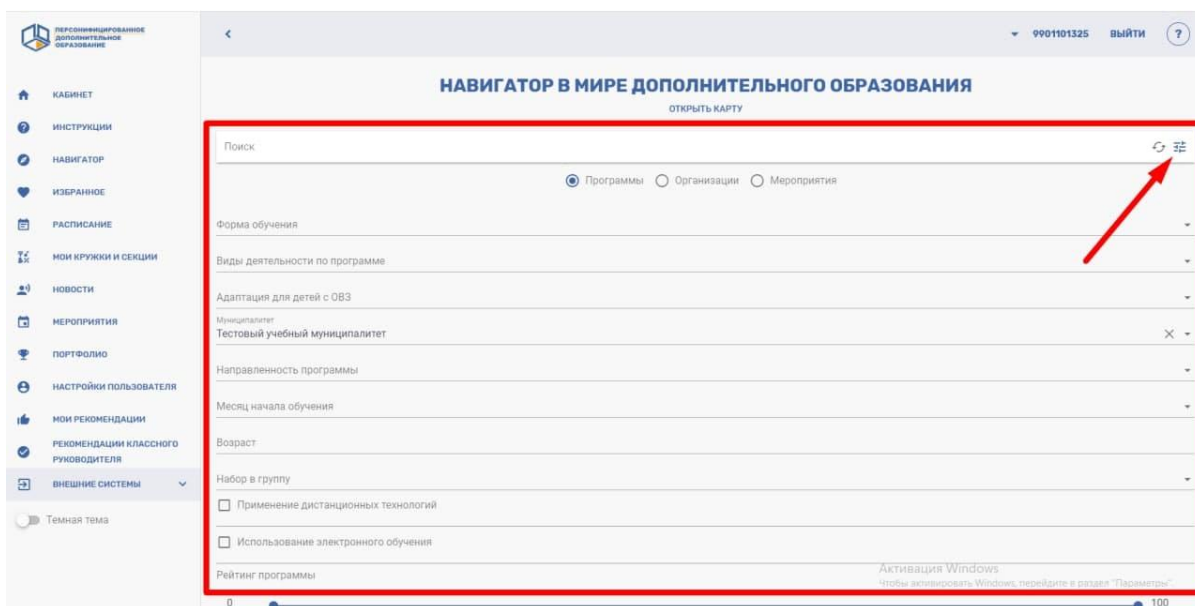 ПЕРСОНИФИЦИРОВАННОЕ
ДОПОЛНИТЕЛЬНОЕ
ОБРАЗОВАНИЕ
9901101325
ВЫЙТИ
?
КАБИНЕТ
ИНСТРУКЦИИ
НАВИГАТОР
ИЗБРАННОЕ
РАСПИСАНИЕ
МОИ КРУЖКИ И СЕКЦИИ
НОВОСТИ
МЕРОПРИЯТИЯ
ПОРТФОЛИО
НАСТРОЙКИ ПОЛЬЗОВАТЕЛЯ
МОИ РЕКОМЕНДАЦИИ
РЕКОМЕНДАЦИИ КЛАССНОГО
РУКОВОДИТЕЛЯ
ВНЕШНИЕ СИСТЕМЫ
Темная тема
НАВИГАТОР В МИРЕ ДОПОЛНИТЕЛЬНОГО ОБРАЗОВАНИЯ
ОТКРЫТЬ КАРТУ
Поиск
Программы Организации Мероприятия
Форма обучения
Виды деятельности по программе
Адаптация для детей с ОВЗ
Муниципалитет
Тестовый учебный муниципалитет
Направленность программы
Месяц начала обучения
Возраст
Набор в группу
Применение дистанционных технологий
Использование электронного обучения
Рейтинг программы
0 100
Активация Windows
Чтобы активировать Windows, перейдите в раздел "Параметры".